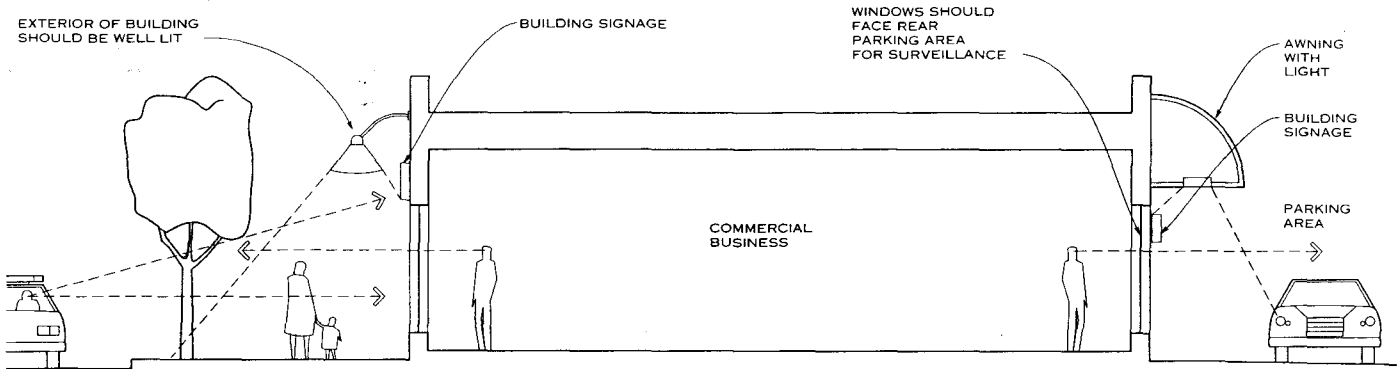 EXTERIOR OF BUILDING
SHOULD BE WELL LIT
BUILDING SIGNAGE
WINDOWS SHOULD
FACE REAR
PARKING AREA
FOR SURVEILLANCE
AWNING
WITH
LIGHT
BUILDING
SIGNAGE
COMMERCIAL
BUSINESS
PARKING
AREA